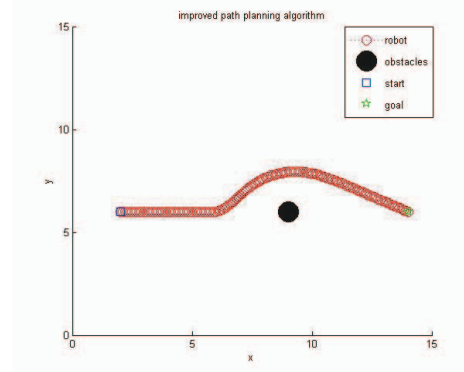 improved path planning algorithm
15
robot
obstacles
start
goal
10
y
5
0
0
5
10
15
x